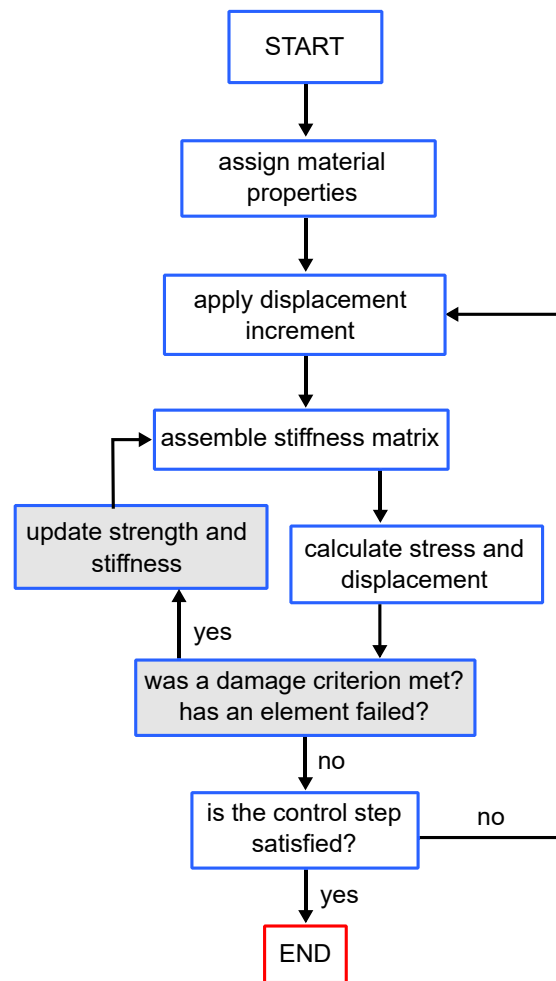 START
assign material
properties
apply displacement
increment
assemble stiffness matrix
update strength and
stiffness
calculate stress and
displacement
yes
was a damage criterion met?
has an element failed?
no
is the control step
satisfied?
no
yes
END